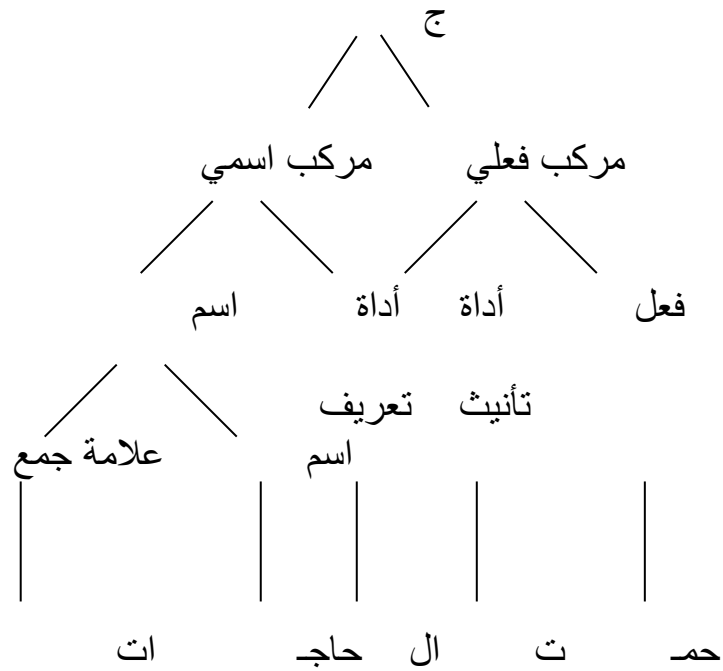 ج
مركب فعلي مركب اسمي
فعل أداة أداة اسم
تأنيث تعريف
اسم علامة جمع
حمـ ت ال حاجـ ات